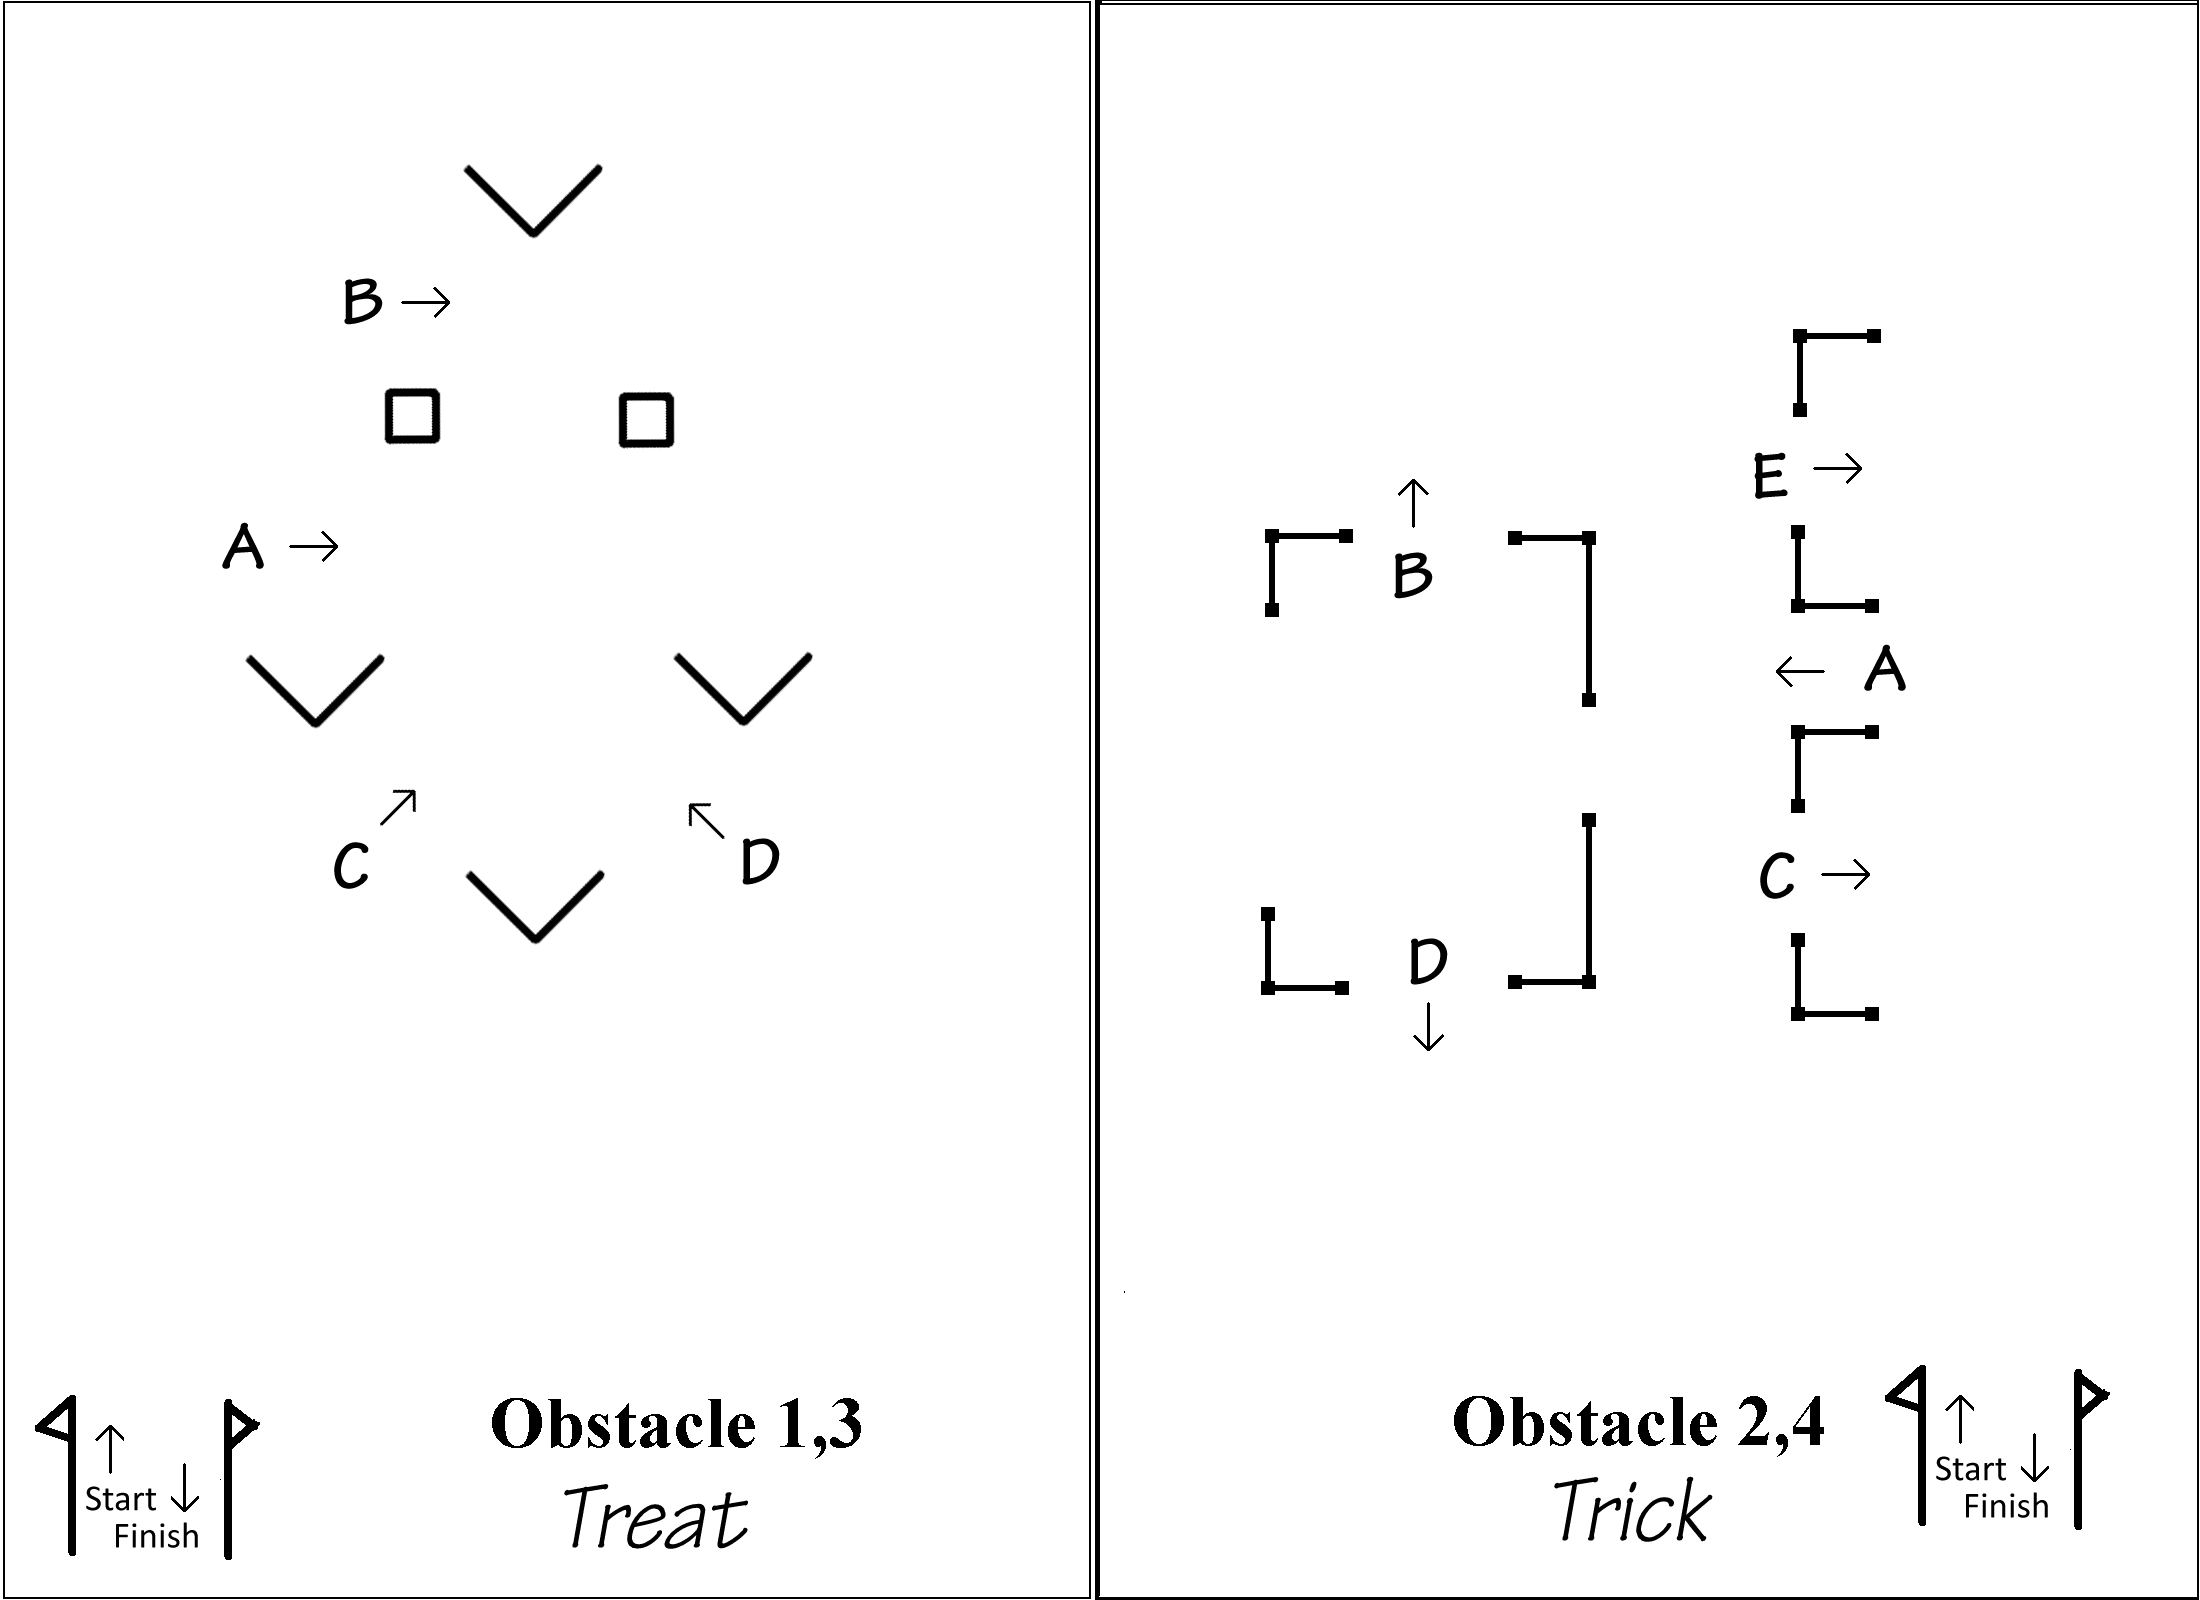 B
A
C
D
Start
Finish
Obstacle 1,3
Treat
E
B
A
C
D
Obstacle 2,4
Trick
Start
Finish